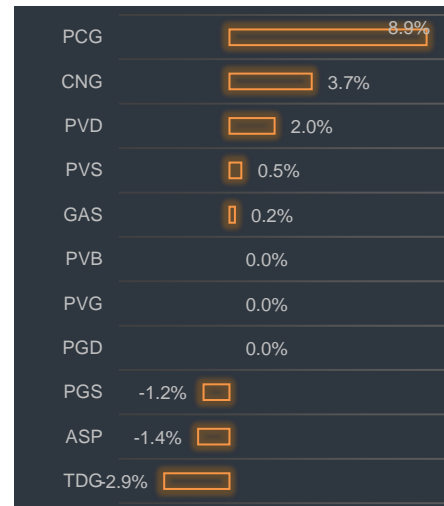 PCG 8.9%
CNG 3.7%
PVD 2.0%
PVS 0.5%
GAS 0.2%
PVB 0.0%
PVG 0.0%
PGD 0.0%
PGS -1.2%
ASP -1.4%
TDG -2.9%